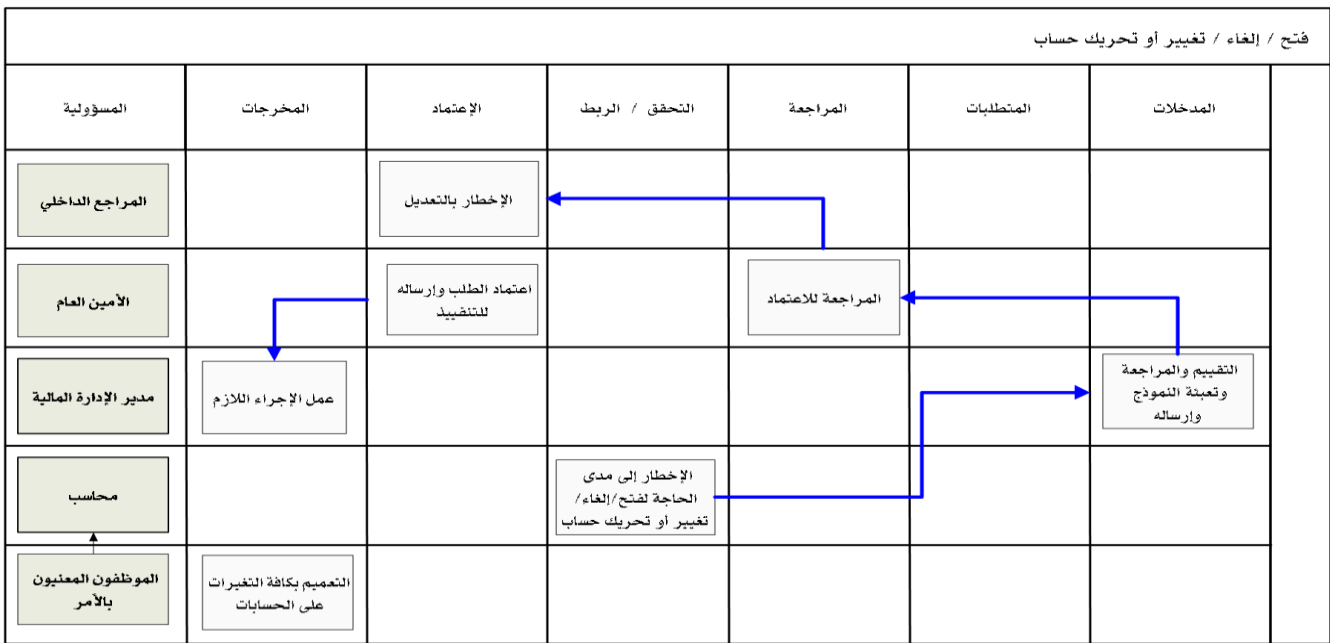 فتح / إلغاء / تغيير أو تحريك حساب
المدخلات
المتطلبات
المراجعة
التحقق / الربط
الإعتماد
المخرجات
المسؤولية
الإخطار بالتعديل
المراجع الداخلي
المراجعة للاعتماد
اعتماد الطلب وإرساله
للتنفييذ
الأمين العام
التقييم والمراجعة
وتعبئة النموذج
وإرساله
عمل الإجراء اللازم
مدير الإدارة المالية
الإخطار إلى مدى
الحاجة لفتح/إلغاء/
تغيير أو تحريك حساب
محاسب
التعميم بكافة التغيرات
على الحسابات
الموظفون المعنيون
بالأمر